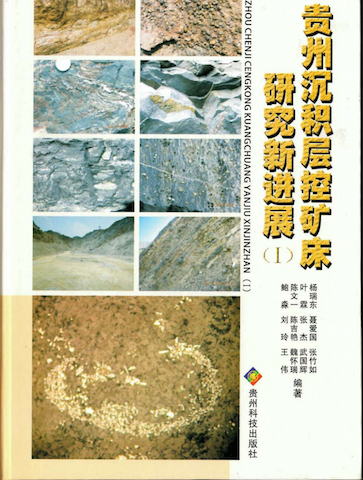 贵州沉积层控矿床
研究新进展
(Ⅰ)
ZHOU CHENJI CENGKONG KUANGCHUANG YANJIU XINJINZHAN (Ⅰ)
杨瑞东 聂爱国 张竹如
叶霖 张杰 武国辉
陈文一 陈吉艳 魏怀瑞
鲍淼 刘玲 王伟
编著
贵州科技出版社